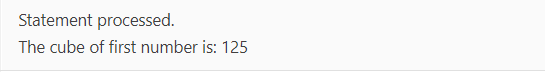 Statement processed.
The cube of first number is: 125